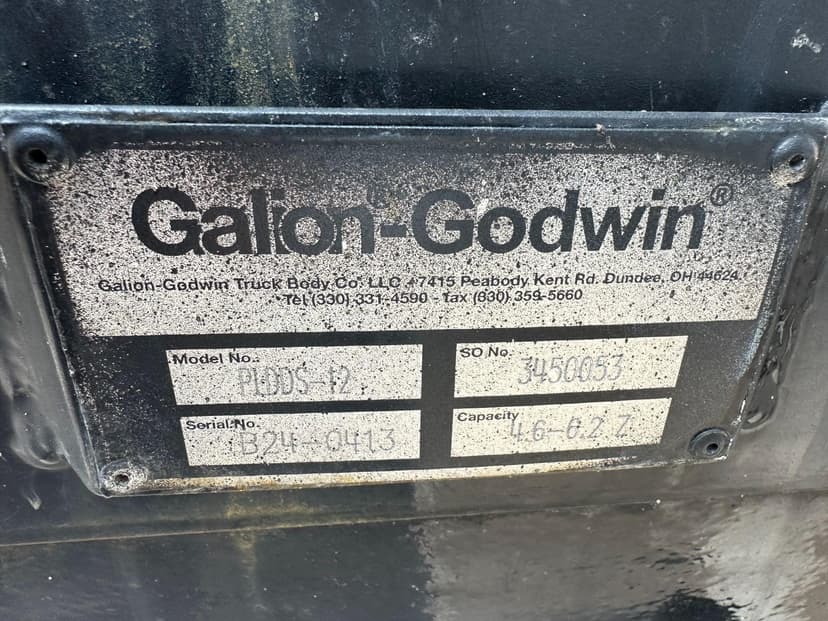 Galion-Godwin®
Galion-Godwin Truck Body Co. LLC • 7415 Peabody Kent Rd. Dundee, OH 44624
Tel (330) 331-4590 - fax (330) 359-5660
Model No.: PLDDS-12
SO No. 3450053
Serial No. B24-0413
Capacity 4.6-6.2 Z